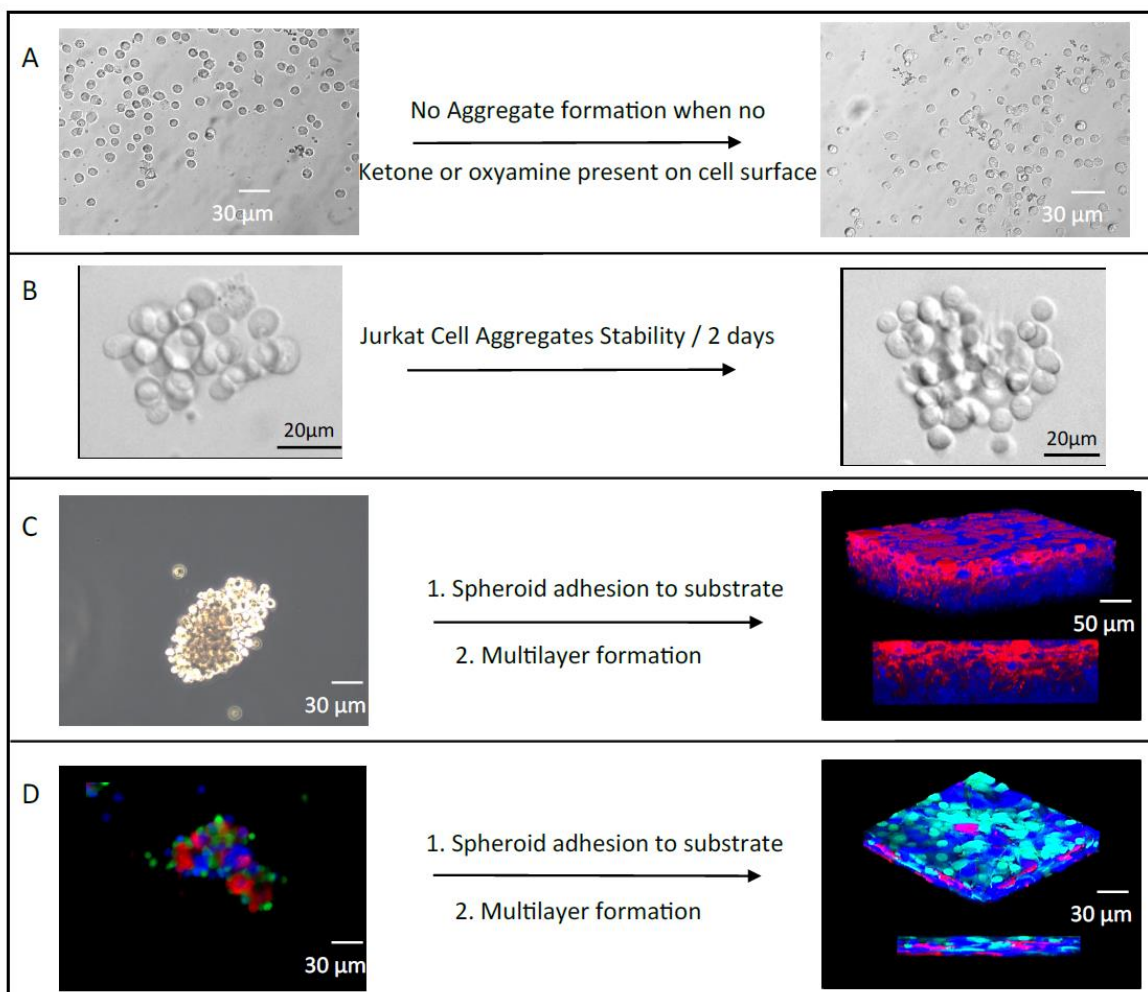 A
No Aggregate formation when no
Ketone or oxyamine present on cell surface
30 µm
30 µm
B
Jurkat Cell Aggregates Stability / 2 days
20µm
20µm
C
1. Spheroid adhesion to substrate
2. Multilayer formation
30 µm
50 µm
D
1. Spheroid adhesion to substrate
2. Multilayer formation
30 µm
30 µm